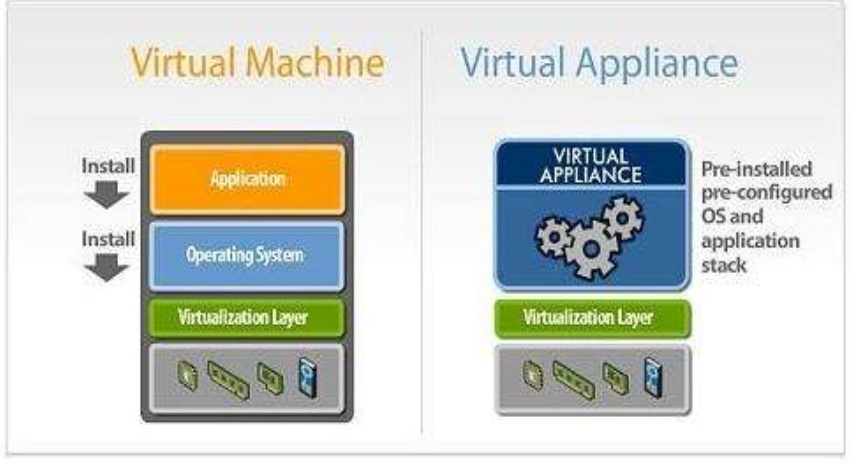 Virtual Machine
Install
Application
Install
Operating System
Virtualization Layer
Virtual Appliance
VIRTUAL
APPLIANCE
Pre-installed
pre-configured
OS and
application
stack
Virtualization Layer